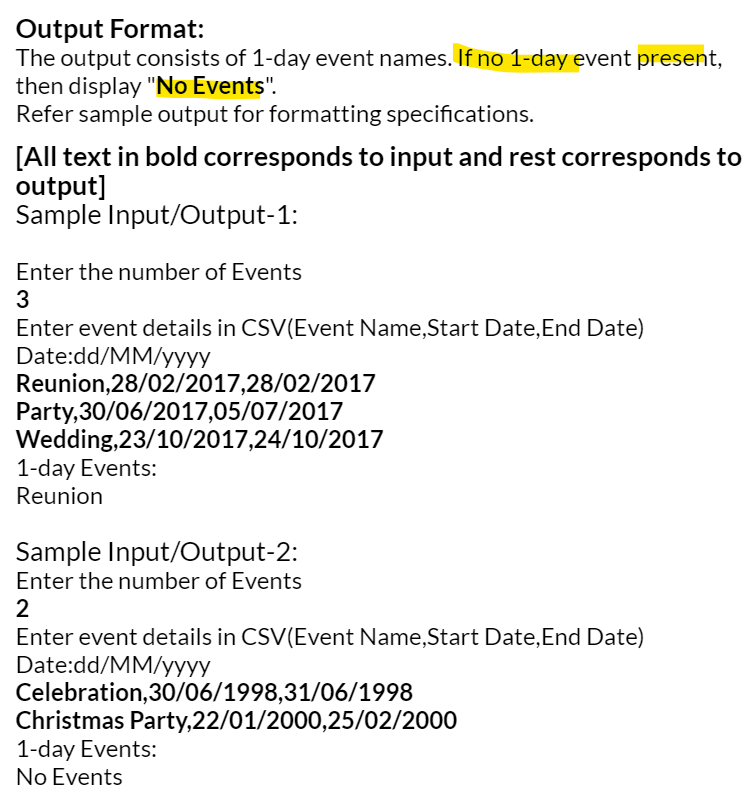 Output Format:
The output consists of 1-day event names. If no 1-day event present,
then display "No Events".
Refer sample output for formatting specifications.
[All text in bold corresponds to input and rest corresponds to
output]
Sample Input/Output-1:
Enter the number of Events
3
Enter event details in CSV(Event Name,Start Date,End Date)
Date:dd/MM/yyyy
Reunion,28/02/2017,28/02/2017
Party,30/06/2017,05/07/2017
Wedding,23/10/2017,24/10/2017
1-day Events:
Reunion
Sample Input/Output-2:
Enter the number of Events
2
Enter event details in CSV(Event Name,Start Date,End Date)
Date:dd/MM/yyyy
Celebration,30/06/1998,31/06/1998
Christmas Party,22/01/2000,25/02/2000
1-day Events:
No Events